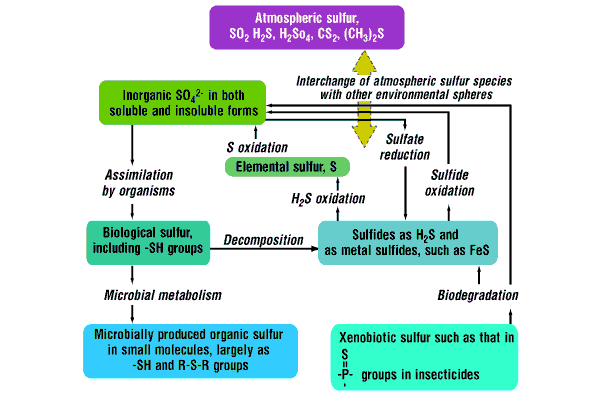 Atmospheric sulfur,
SO2 H2S, H2So4, CS2, (CH3)2S
Interchange of atmospheric sulfur species
with other environmental spheres
Inorganic SO4 2- in both
soluble and insoluble forms
S oxidation
Sulfate
reduction
Elemental sulfur, S
Sulfide
oxidation
Assimilation
by organisms
H2S oxidation
Biological sulfur,
including -SH groups
Decomposition
Sulfides as H2S and
as metal sulfides, such as FeS
Microbial metabolism
Biodegradation
Microbially produced organic sulfur
in small molecules, largely as
-SH and R-S-R groups
Xenobiotic sulfur such as that in
S
-P- groups in insecticides